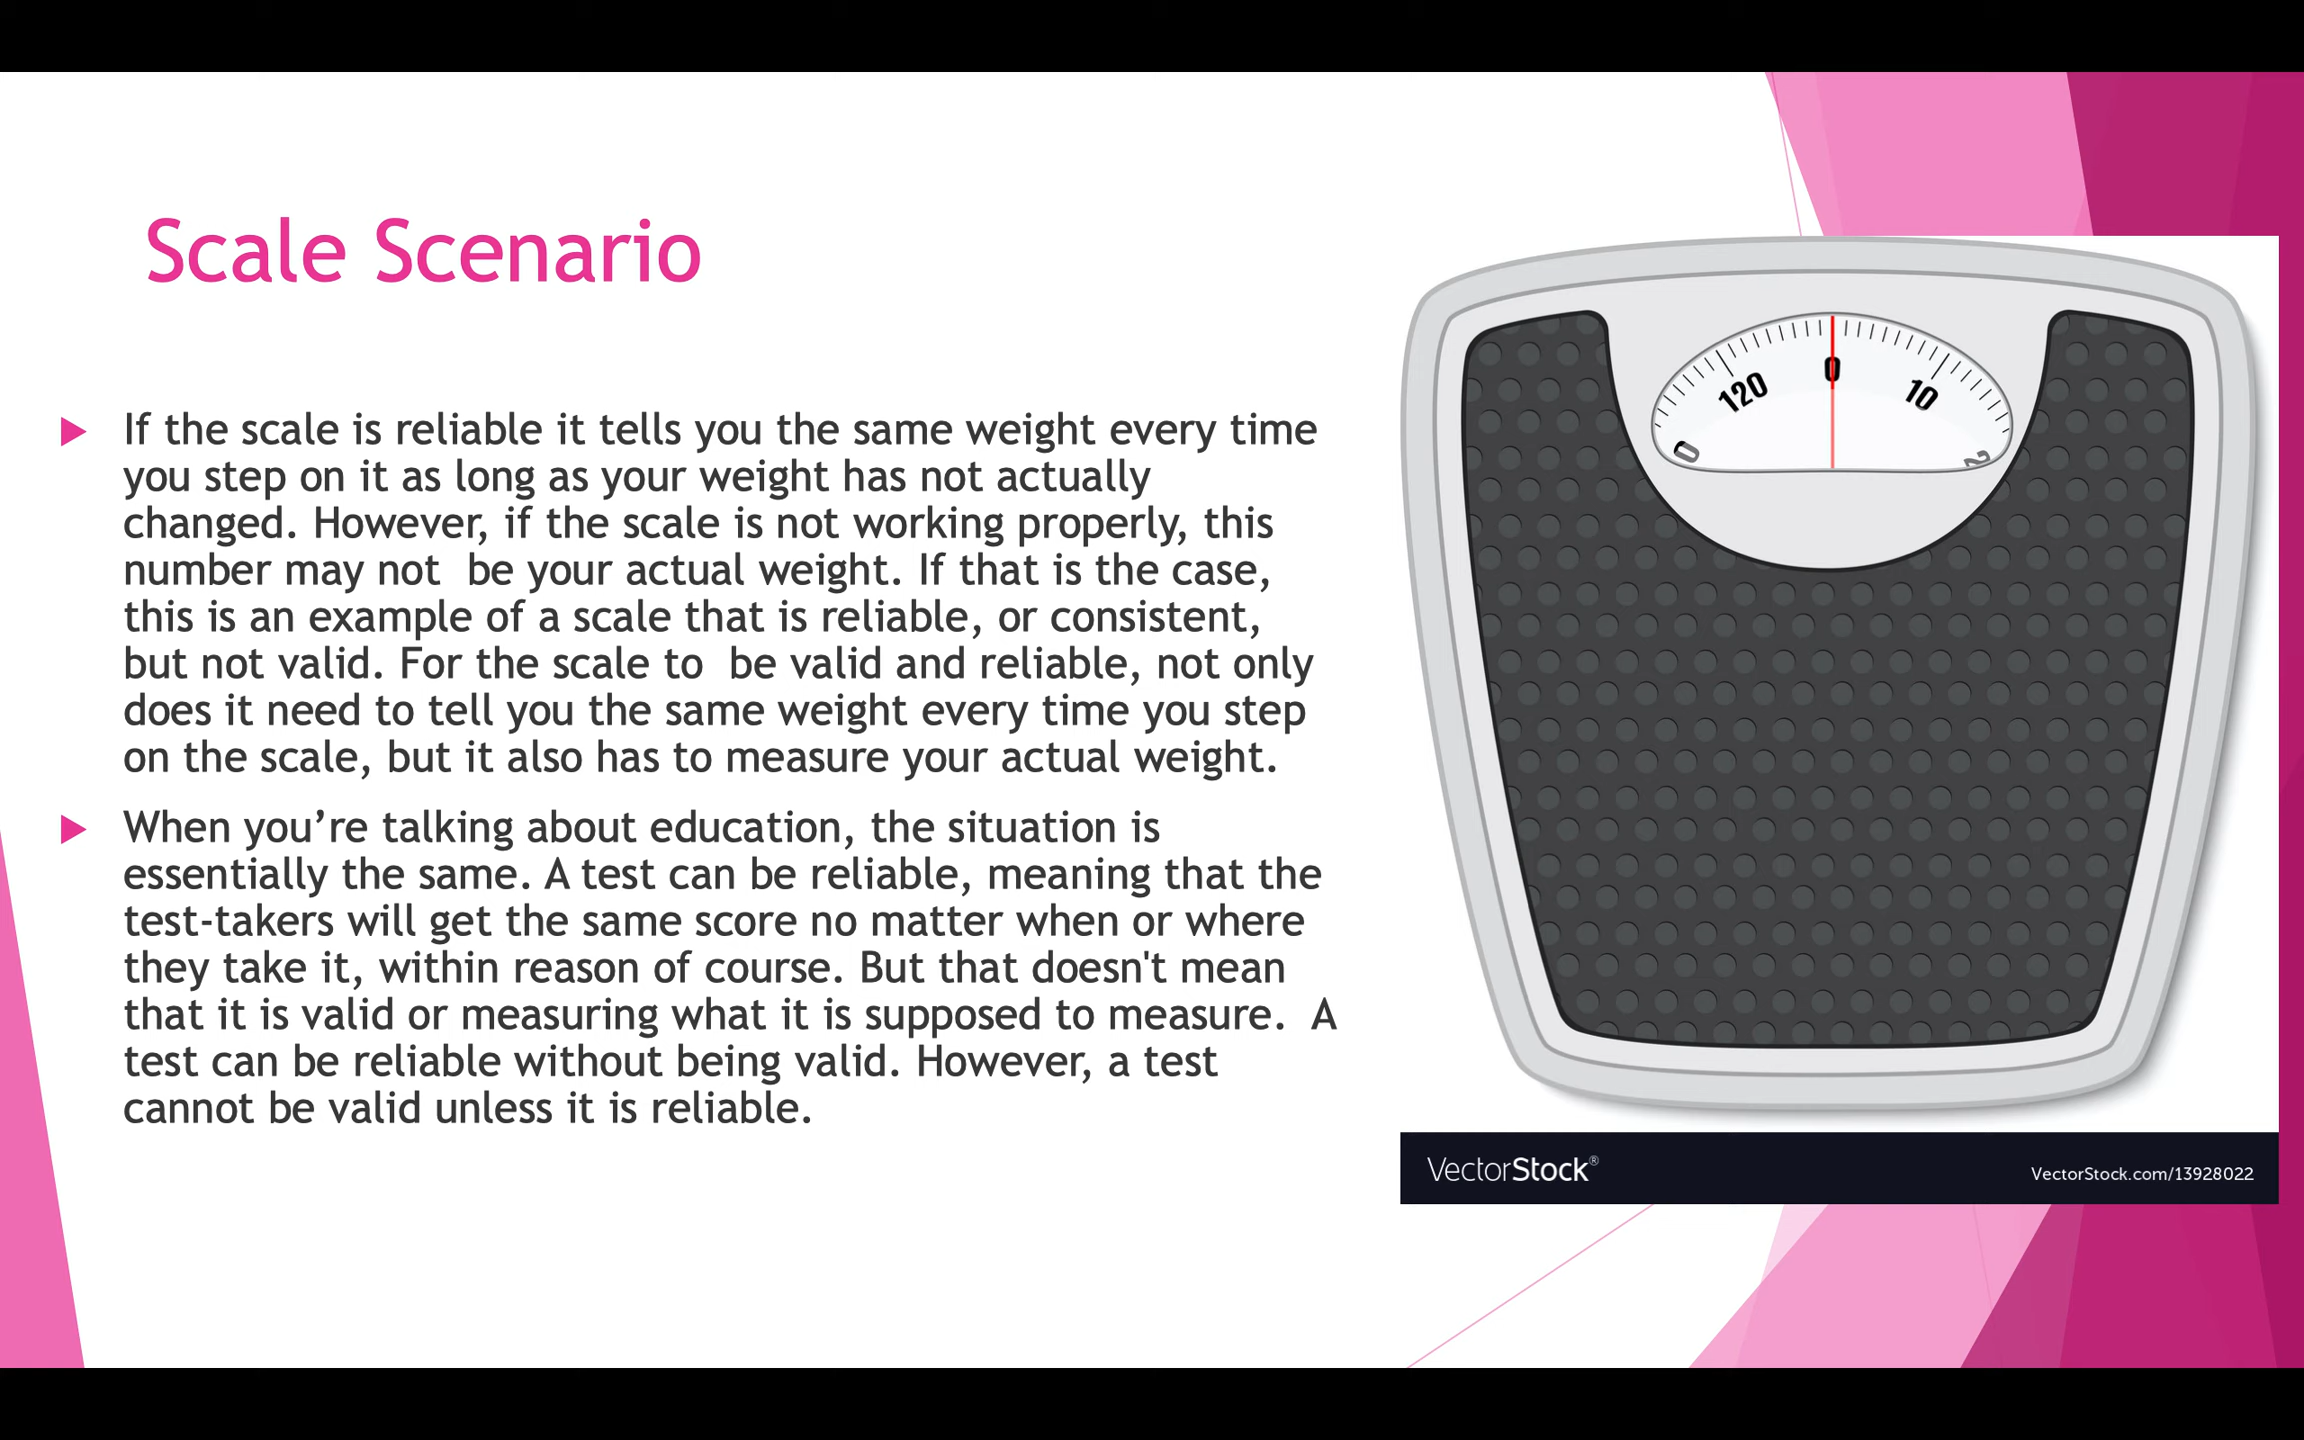 Scale Scenario
If the scale is reliable it tells you the same weight every time
you step on it as long as your weight has not actually
changed. However, if the scale is not working properly, this
number may not  be your actual weight. If that is the case,
this is an example of a scale that is reliable, or consistent,
but not valid. For the scale to  be valid and reliable, not only
does it need to tell you the same weight every time you step
on the scale, but it also has to measure your actual weight.
When you’re talking about education, the situation is
essentially the same. A test can be reliable, meaning that the
test-takers will get the same score no matter when or where
they take it, within reason of course. But that doesn't mean
that it is valid or measuring what it is supposed to measure.  A
test can be reliable without being valid. However, a test
cannot be valid unless it is reliable.
120 0 10
VectorStock®
VectorStock.com/13928022